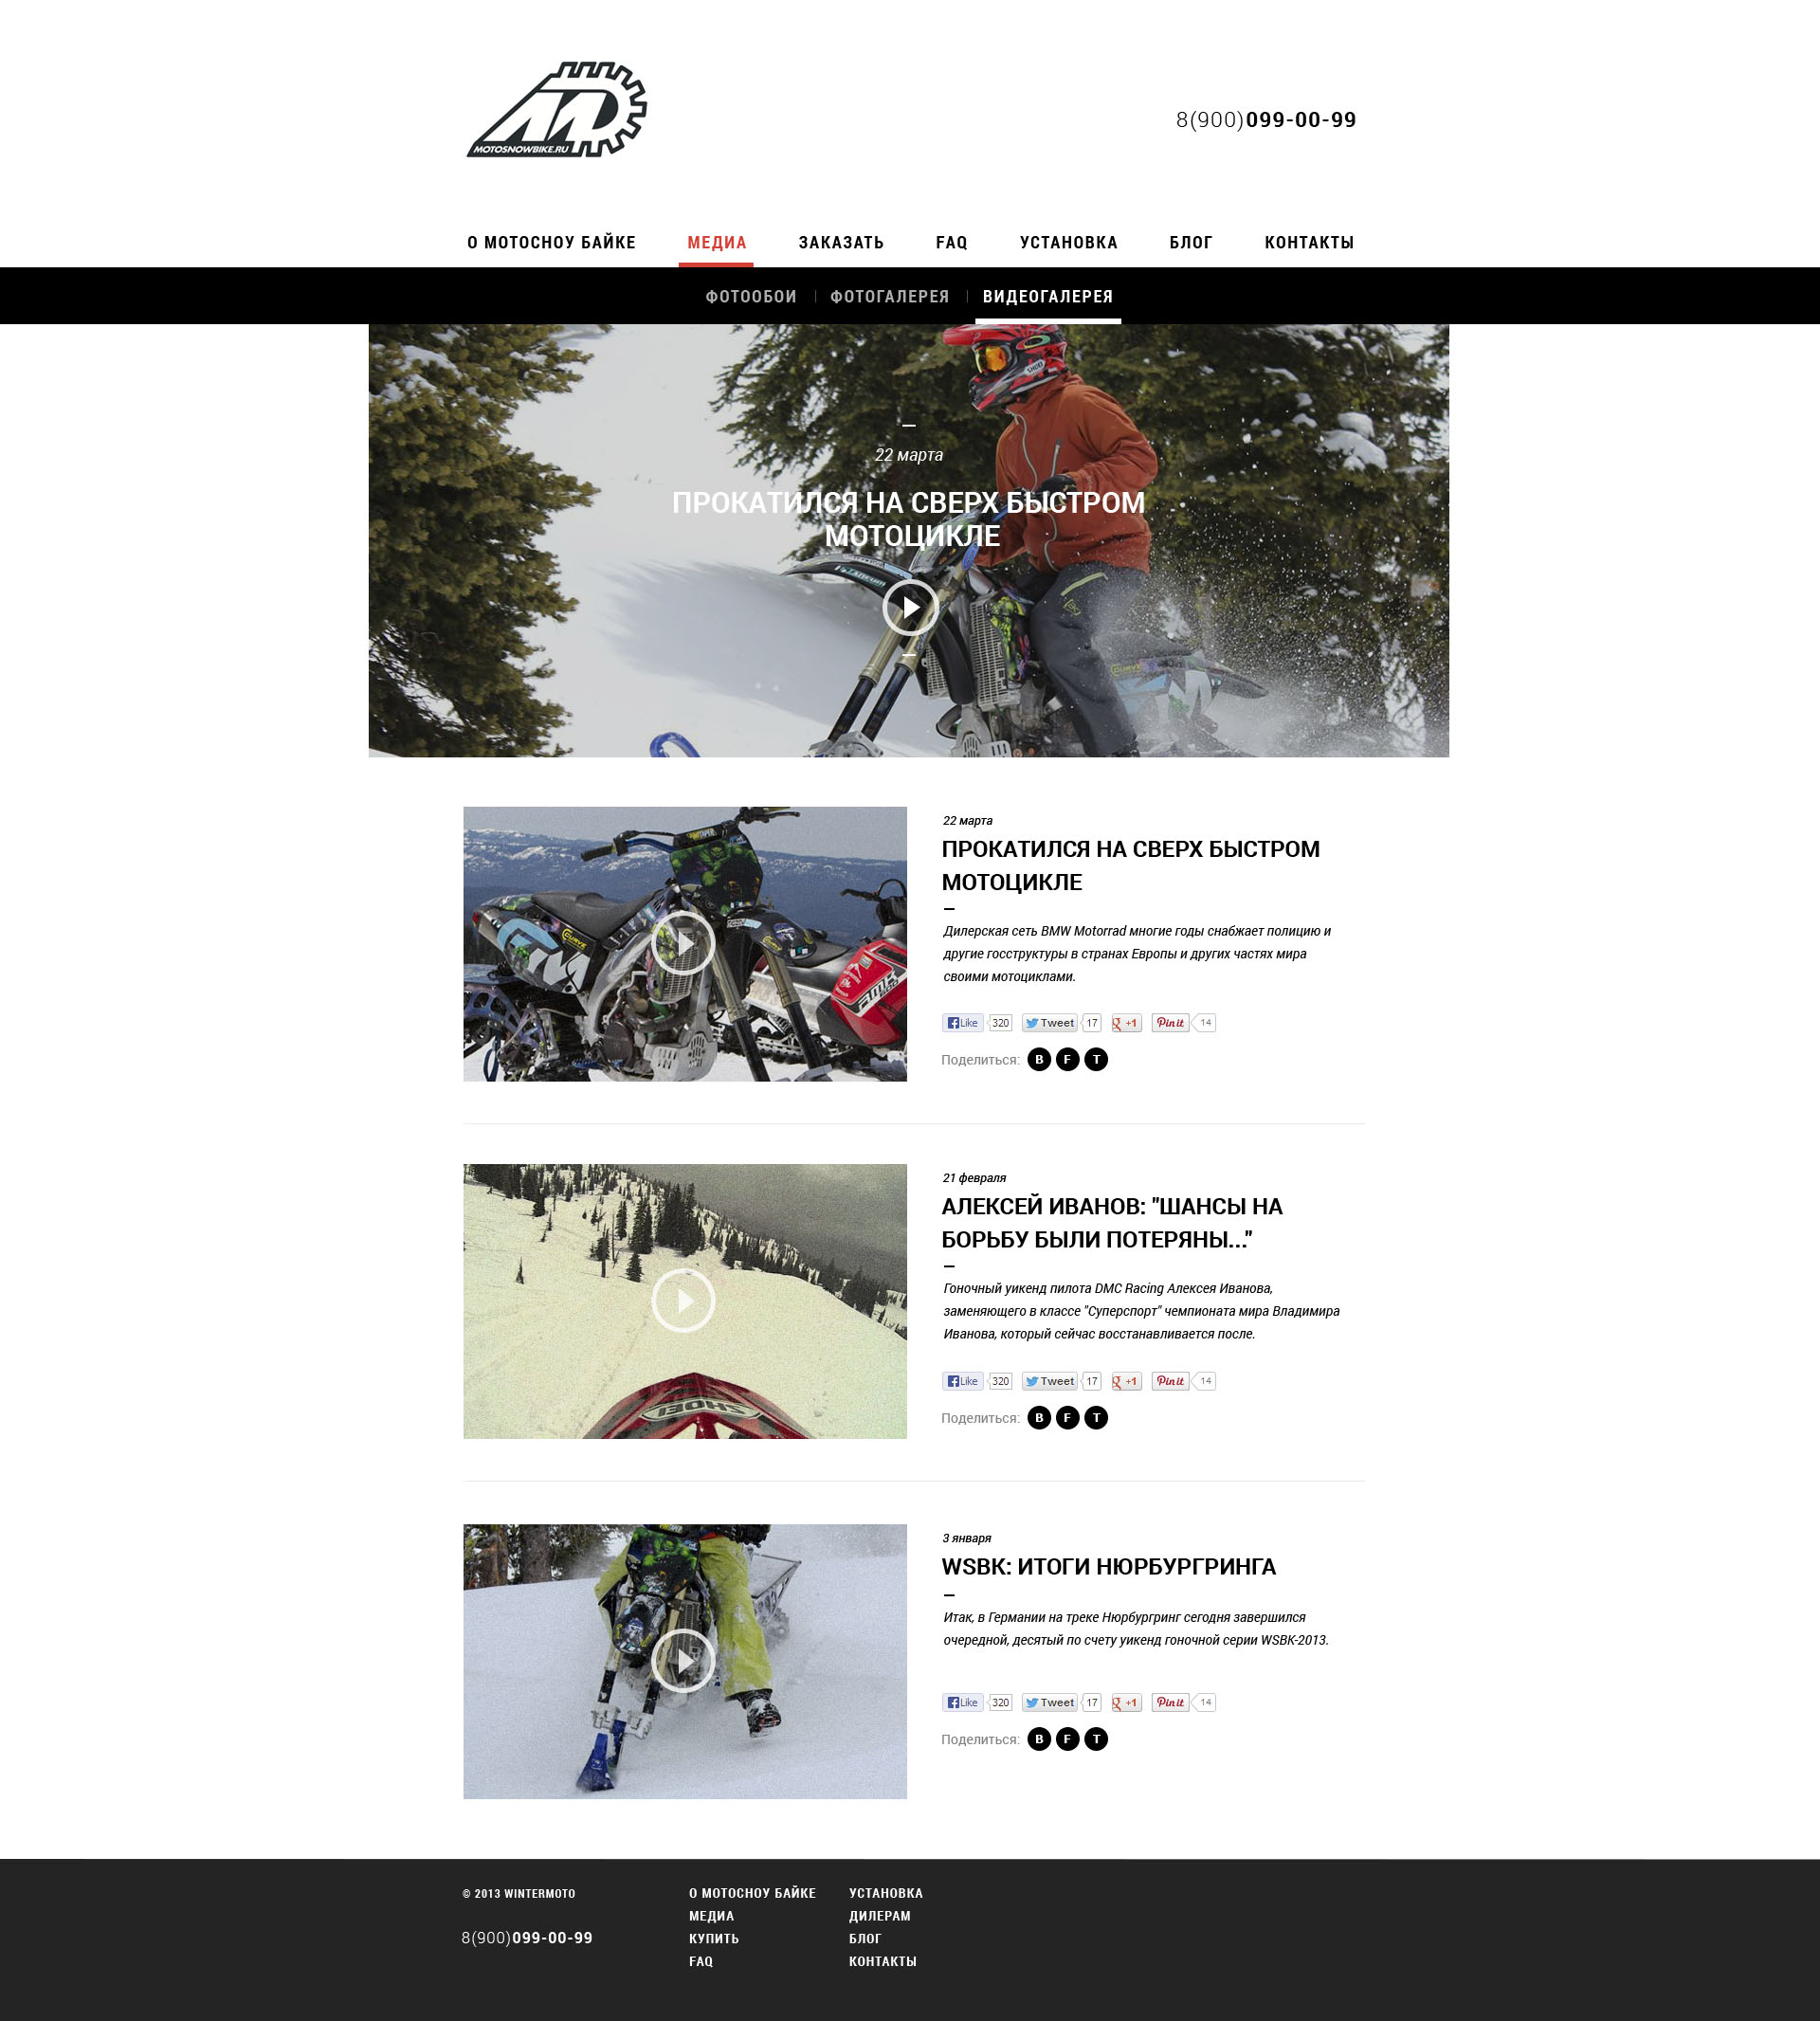 MOTOSNOWBIKE.RU
8(900)099-00-99
О МОТОСНОУ БАЙКЕ МЕДИА ЗАКАЗАТЬ FAQ УСТАНОВКА БЛОГ КОНТАКТЫ
ФОТООБОИ ФОТОГАЛЕРЕЯ ВИДЕОГАЛЕРЕЯ
22 марта
ПРОКАТИЛСЯ НА СВЕРХ БЫСТРОМ
МОТОЦИКЛЕ
22 марта
ПРОКАТИЛСЯ НА СВЕРХ БЫСТРОМ
МОТОЦИКЛЕ
Дилерская сеть BMW Motorrad многие годы снабжает полицию и
другие госструктуры в странах Европы и других частях мира
своими мотоциклами.
Like 320 Tweet 17 +1 Pin it 14
Поделиться: B F T
21 февраля
АЛЕКСЕЙ ИВАНОВ: "ШАНСЫ НА
БОРЬБУ БЫЛИ ПОТЕРЯНЫ..."
Гоночный уикенд пилота DMC Racing Алексея Иванова,
заменяющего в классе "Суперспорт" чемпионата мира Владимира
Иванова, который сейчас восстанавливается после.
Like 320 Tweet 17 +1 Pin it 14
Поделиться: B F T
SHOEI
3 января
WSBK: ИТОГИ НЮРБУРГРИНГА
Итак, в Германии на треке Нюрбургринг сегодня завершился
очередной, десятый по счету уикенд гоночной серии WSBK-2013.
Like 320 Tweet 17 +1 Pin it 14
Поделиться: B F T
© 2013 WINTERMOTO
8(900)099-00-99
О МОТОСНОУ БАЙКЕ
МЕДИА
КУПИТЬ
FAQ
УСТАНОВКА
ДИЛЕРАМ
БЛОГ
КОНТАКТЫ